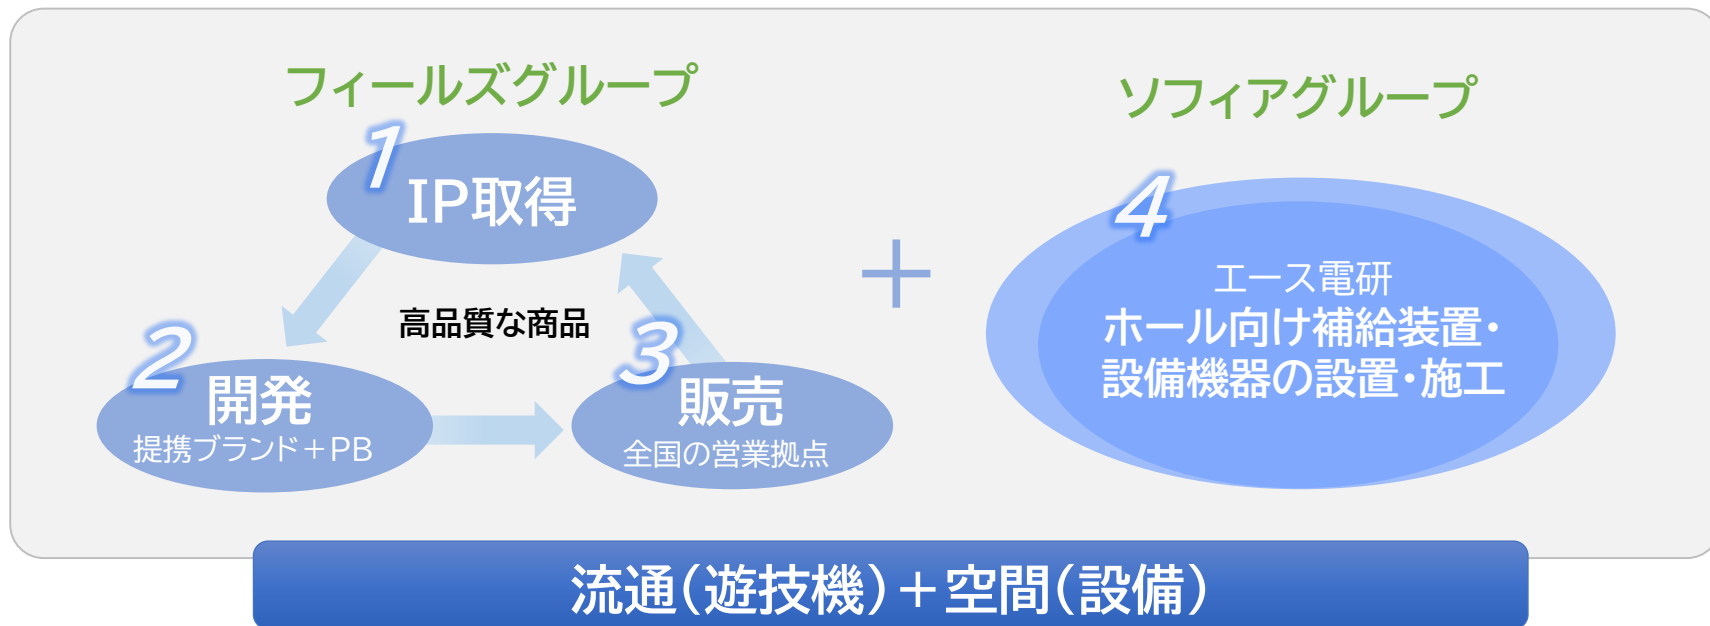 フィールズグループ
1
IP取得
2
開発
提携ブランド＋PB
高品質な商品
3
販売
全国の営業拠点
＋
ソフィアグループ
4
エース電研
ホール向け補給装置・
設備機器の設置・施工
流通（遊技機）＋空間（設備）